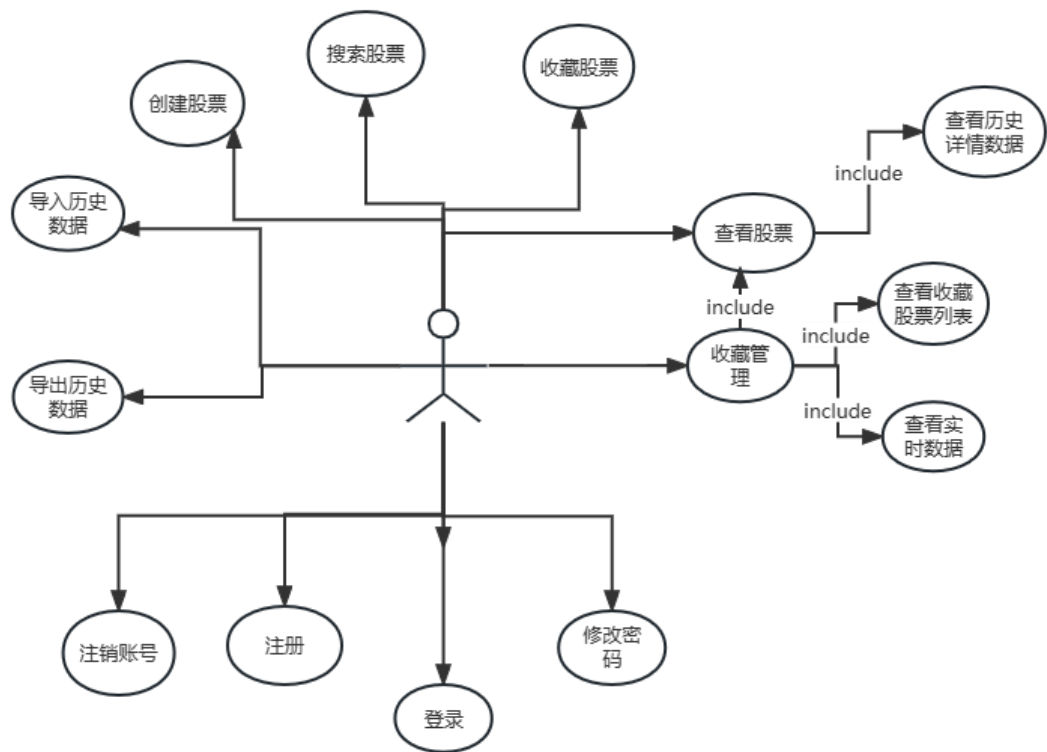 搜索股票
收藏股票
创建股票
查看历史
详情数据
include
导入历史
数据
查看股票
include
查看收藏
股票列表
include
收藏管
理
导出历史
数据
include
查看实
时数据
注销账号
注册
修改密
码
登录